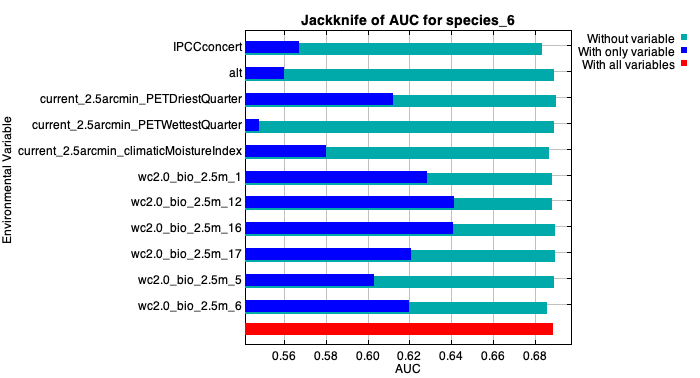 Jackknife of AUC for species_6
Without variable
With only variable
With all variables
Environmental Variable
IPCCconcert
alt
current_2.5arcmin_PETDriestQuarter
current_2.5arcmin_PETWettestQuarter
current_2.5arcmin_climaticMoistureIndex
wc2.0_bio_2.5m_1
wc2.0_bio_2.5m_12
wc2.0_bio_2.5m_16
wc2.0_bio_2.5m_17
wc2.0_bio_2.5m_5
wc2.0_bio_2.5m_6
0.56 0.58 0.60 0.62 0.64 0.66 0.68
AUC